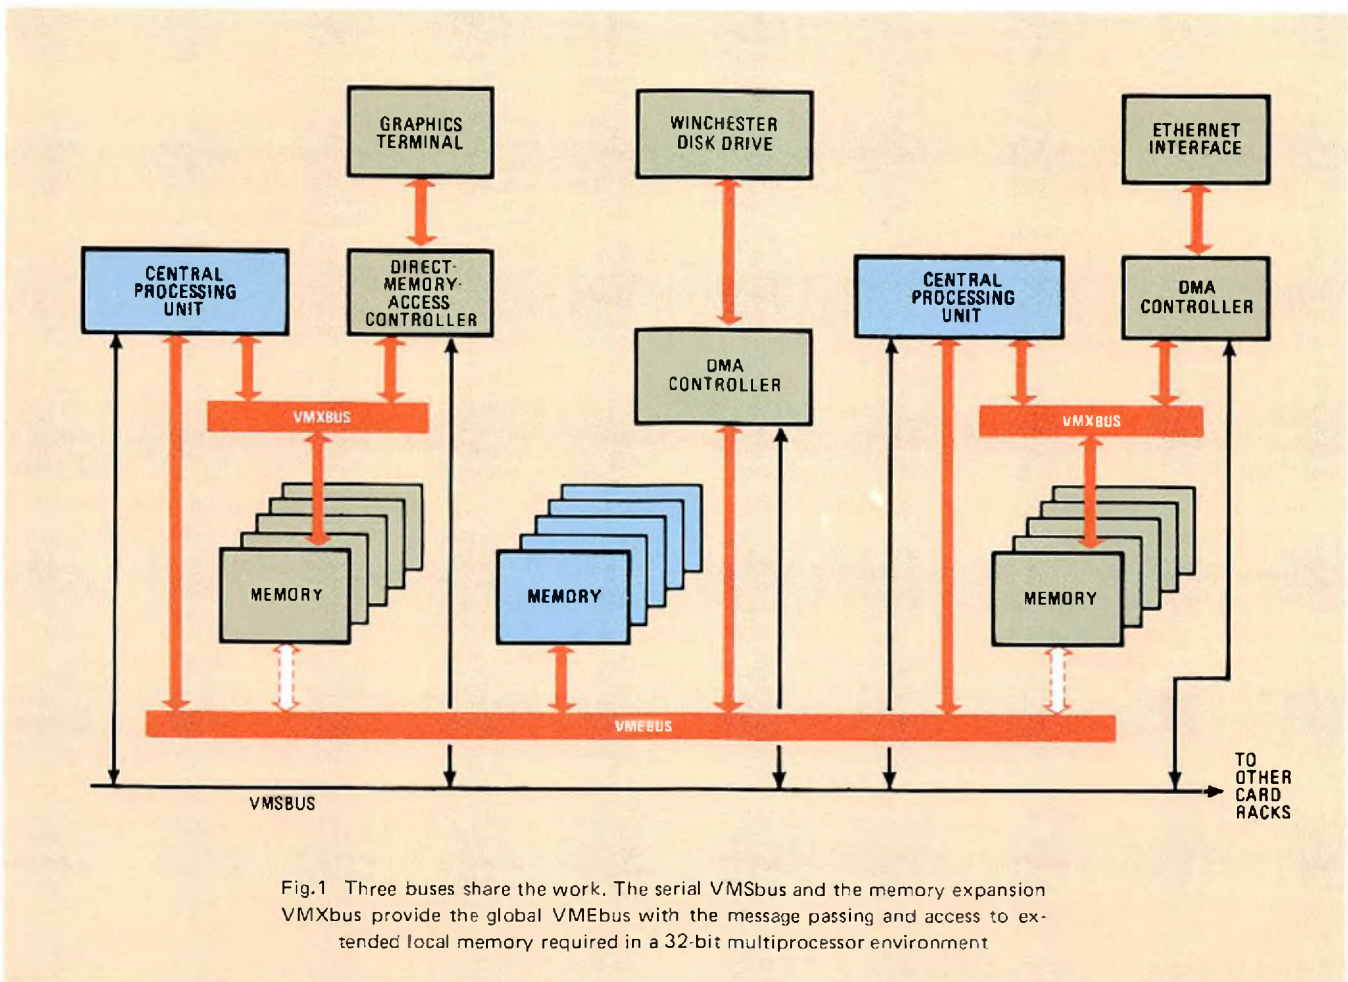 GRAPHICS
TERMINAL
WINCHESTER
DISK DRIVE
ETHERNET
INTERFACE
CENTRAL
PROCESSING
UNIT
DIRECT-
MEMORY-
ACCESS
CONTROLLER
DMA
CONTROLLER
CENTRAL
PROCESSING
UNIT
DMA
CONTROLLER
VMXBUS
VMXBUS
MEMORY
MEMORY
MEMORY
VMEBUS
VMSBUS
TO
OTHER
CARD
RACKS
Fig.1 Three buses share the work. The serial VMSbus and the memory expansion
VMXbus provide the global VMEbus with the message passing and access to ex-
tended local memory required in a 32-bit multiprocessor environment